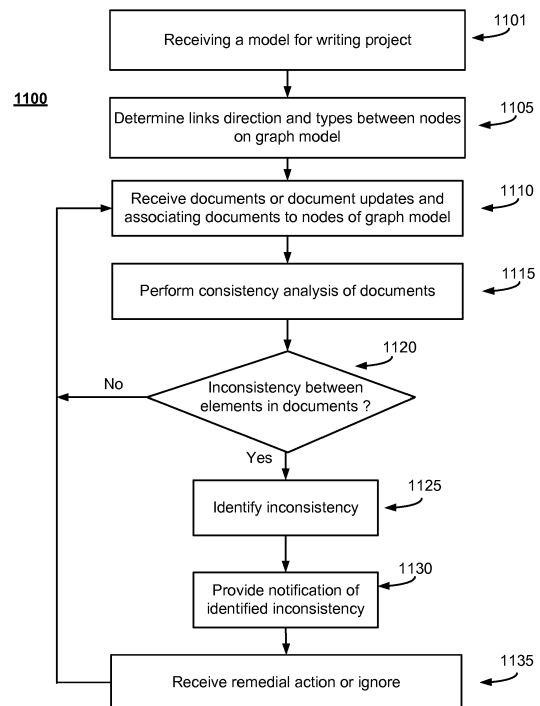 1101
Receiving a model for writing project
1100
1105
Determine links direction and types between nodes
on graph model
1110
Receive documents or document updates and
associating documents to nodes of graph model
1115
Perform consistency analysis of documents
1120
No
Inconsistency between
elements in documents ?
Yes
1125
Identify inconsistency
1130
Provide notification of
identified inconsistency
1135
Receive remedial action or ignore